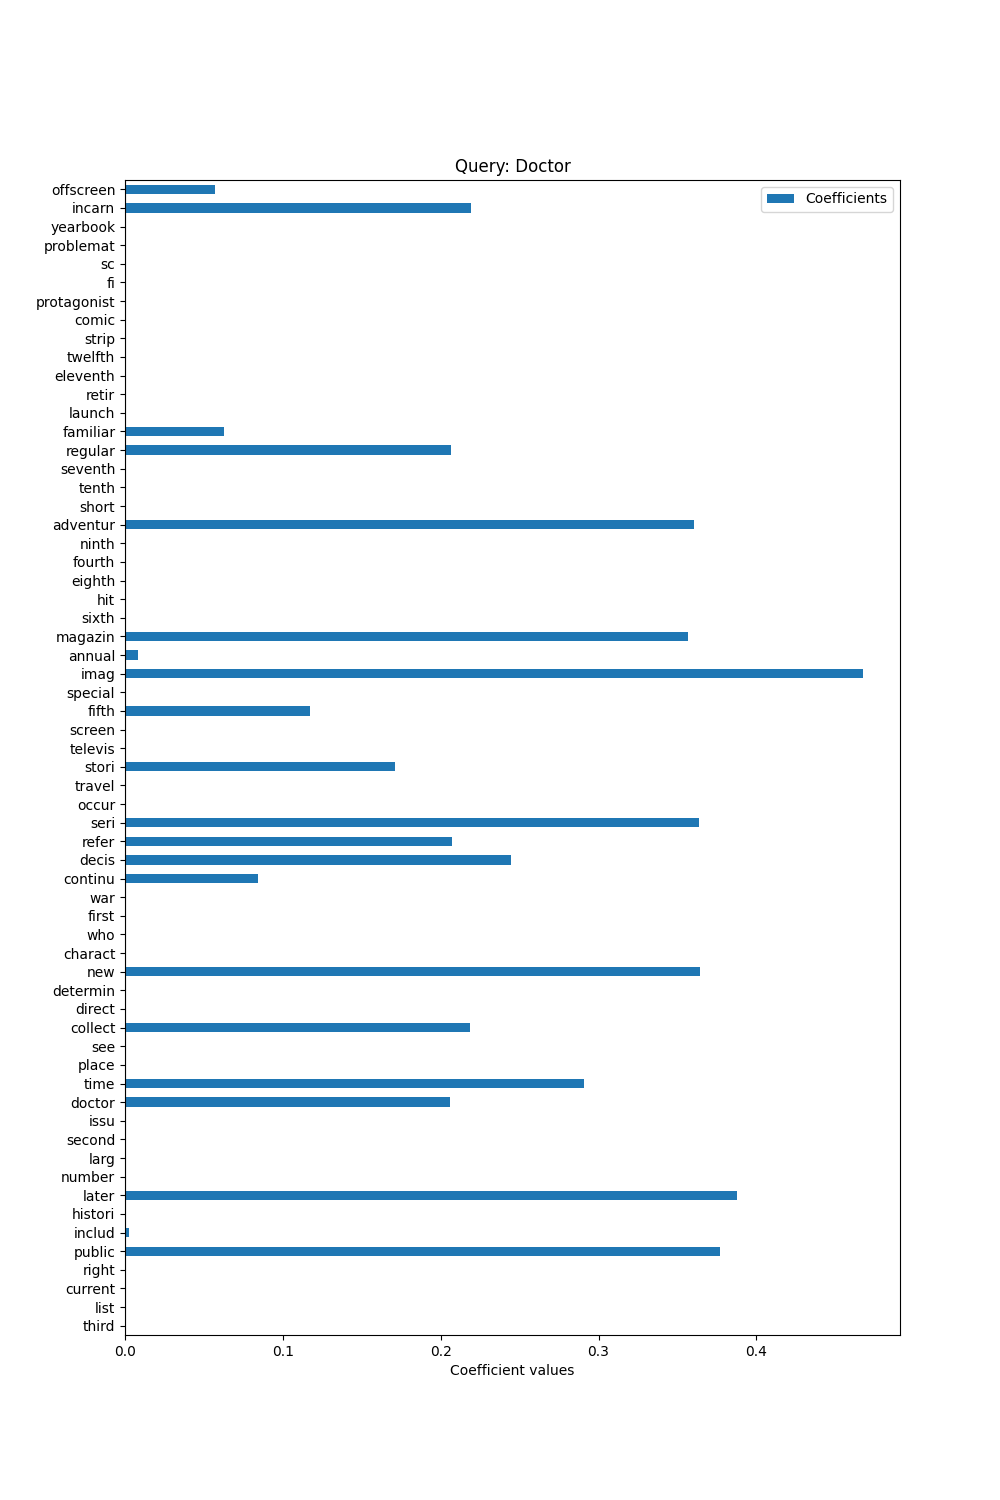 Query: Doctor
Coefficients
offscreen
incarn
yearbook
problemat
sc
fi
protagonist
comic
strip
twelfth
eleventh
retir
launch
familiar
regular
seventh
tenth
short
adventur
ninth
fourth
eighth
hit
sixth
magazin
annual
imag
special
fifth
screen
televis
stori
travel
occur
seri
refer
decis
continu
war
first
who
charact
new
determin
direct
collect
see
place
time
doctor
issu
second
larg
number
later
histori
includ
public
right
current
list
third
0.0 0.1 0.2 0.3 0.4
Coefficient values